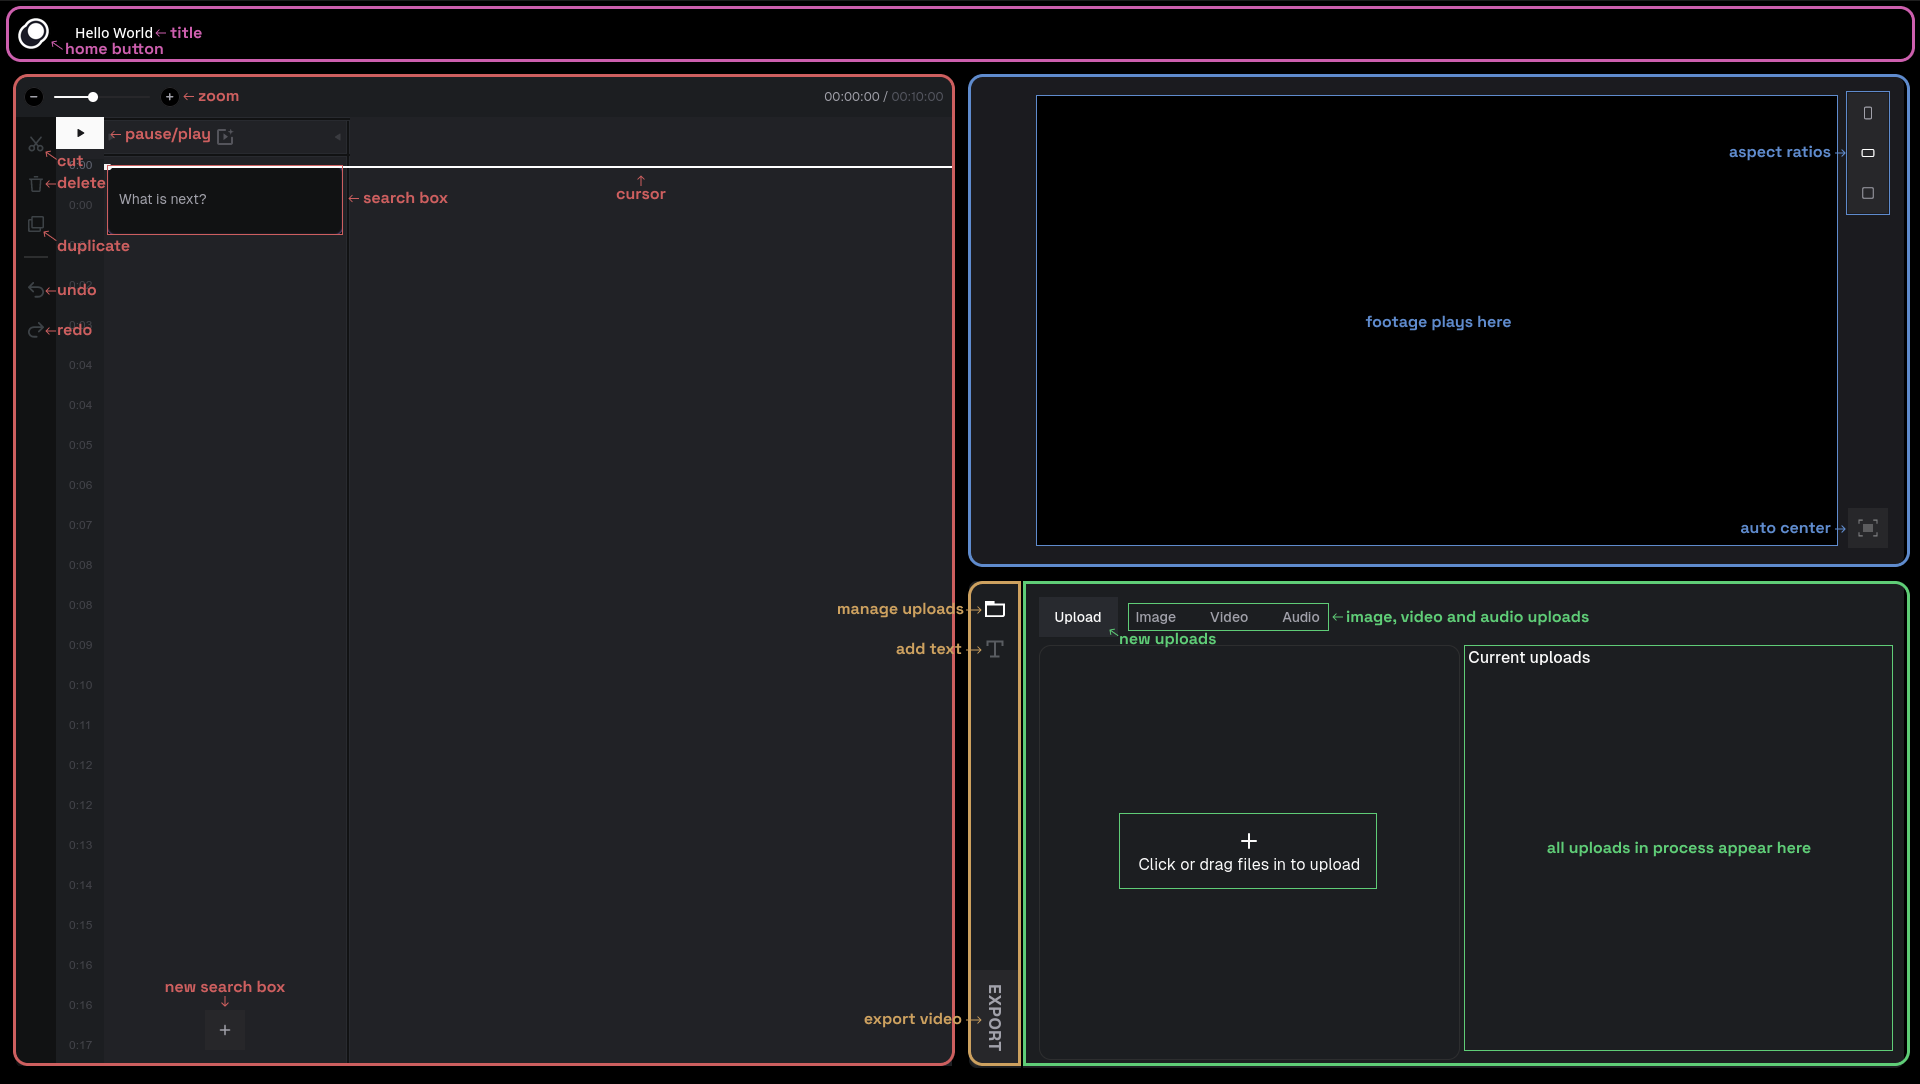 Hello World
title
home button
zoom
00:00:00 / 00:10:00
pause/play
cut
0:00
delete
What is next?
search box
cursor
0:00
duplicate
undo
redo
0:04
0:04
0:05
0:06
0:07
0:08
0:08
0:09
0:10
0:11
0:12
0:12
0:13
0:14
0:15
0:16
new search box
0:16
0:17
aspect ratios
footage plays here
auto center
manage uploads
add text
export video
EXPORT
Upload
Image
Video
Audio
image, video and audio uploads
new uploads
Current uploads
Click or drag files in to upload
all uploads in process appear here